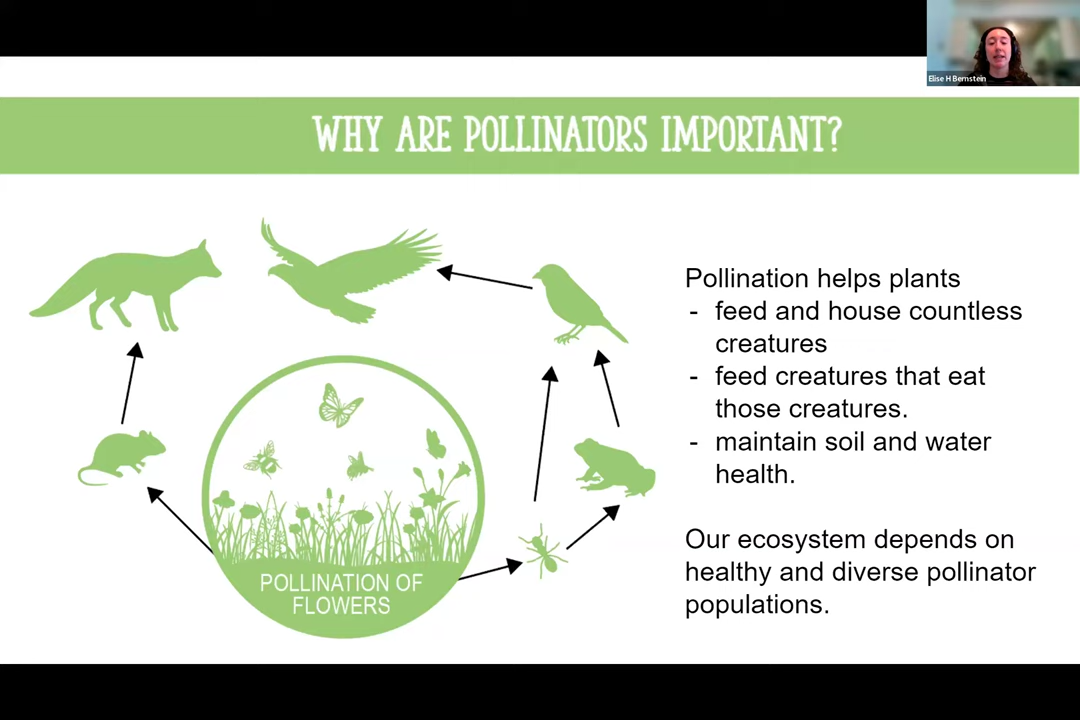 Elise H Bernstein
WHY ARE POLLINATORS IMPORTANT?
Pollination helps plants
- feed and house countless
creatures
- feed creatures that eat
those creatures.
- maintain soil and water
health.
Our ecosystem depends on
healthy and diverse pollinator
populations.
POLLINATION OF
FLOWERS